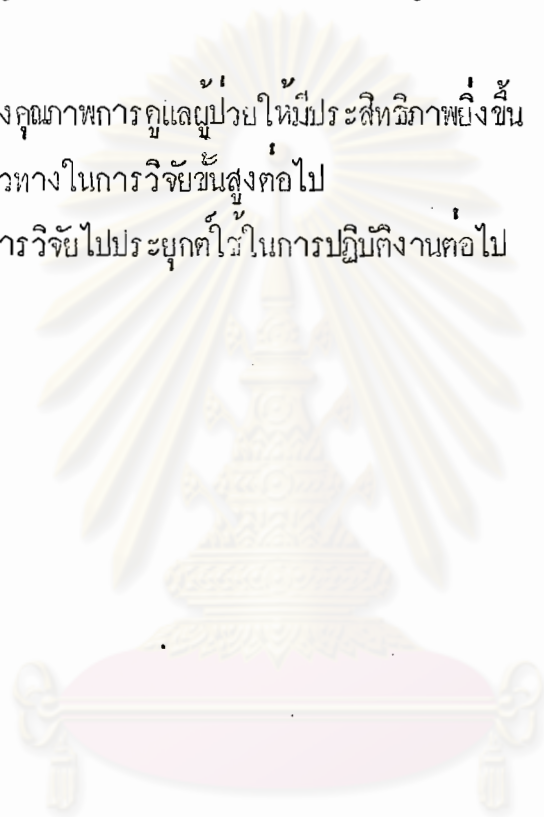 งคุณภาพการดูแลผู้ป่วยให้มีประสิทธิภาพยิ่งขึ้น
วทางในการวิจัยขั้นสูงต่อไป
ารวิจัยไปประยุกต์ใช้ในการปฏิบัติงานต่อไป